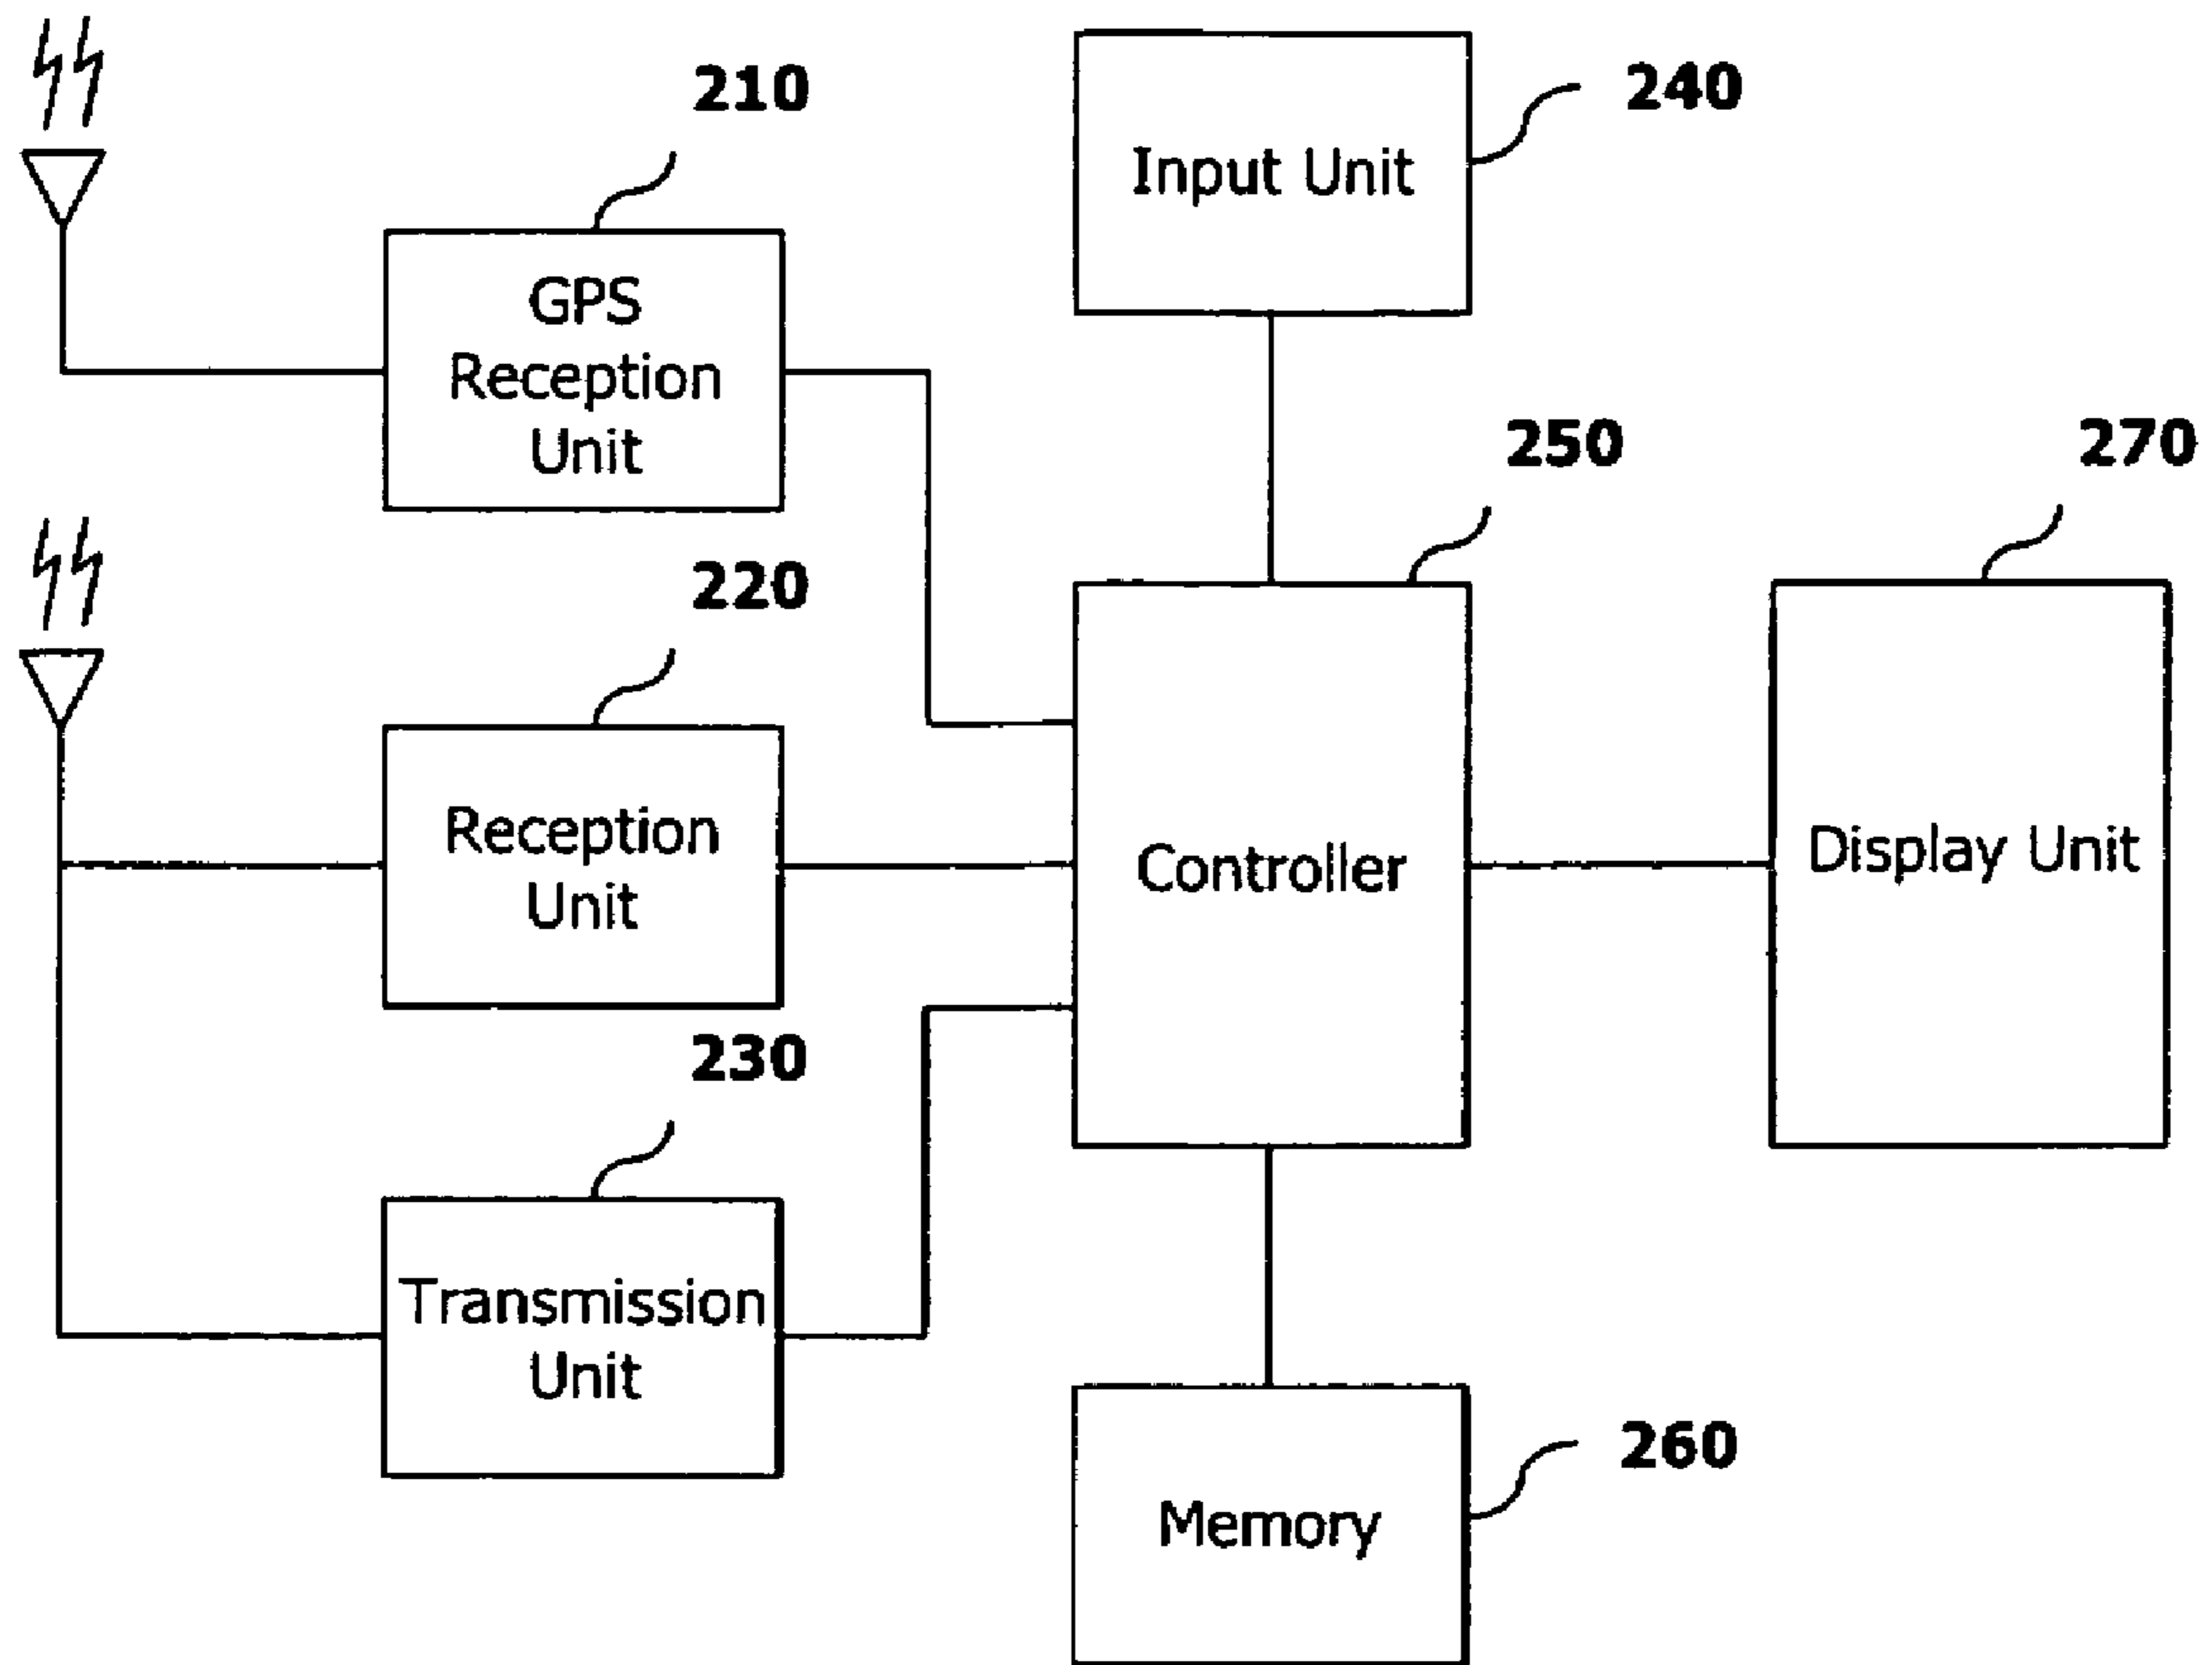 210
GPS
Reception
Unit
220
Reception
Unit
230
Transmission
Unit
240
Input Unit
250
Controller
260
Memory
270
Display Unit